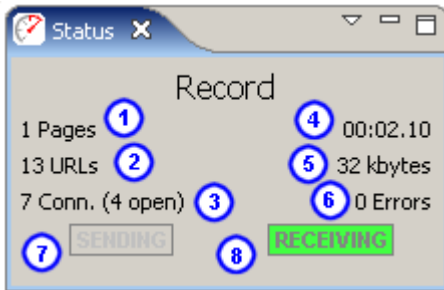 Status
Record
1 Pages 1 4 00:02.10
13 URLs 2 5 32 kbytes
7 Conn. (4 open) 3 6 0 Errors
7 SENDING 8 RECEIVING